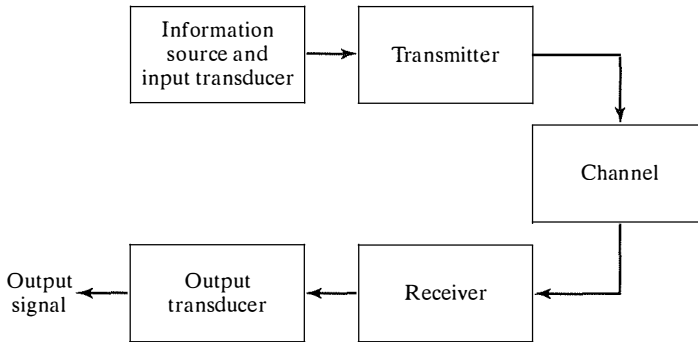 Information
source and
input transducer
Transmitter
Channel
Receiver
Output
transducer
Output
signal